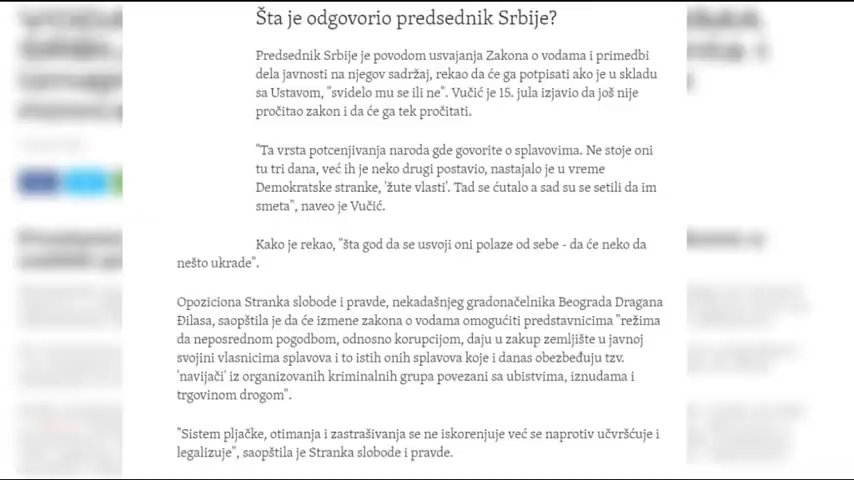 Šta je odgovorio predsednik Srbije?
Predsednik Srbije je povodom usvajanja Zakona o vodama i primedbi
dela javnosti na njegov sadržaj, rekao da će ga potpisati ako je u skladu
sa Ustavom, "svidelo mu se ili ne". Vučić je 15. jula izjavio da još nije
pročitao zakon i da će ga tek pročitati.
"Ta vrsta potcenjivanja naroda gde govorite o splavovima. Ne stoje oni
tu tri dana, već ih je neko drugi postavio, nastajalo je u vreme
Demokratske stranke, 'žute vlasti'. Tad se ćutalo a sad su se setili da im
smeta", naveo je Vučić.
Kako je rekao, "šta god da se usvoji oni polaze od sebe - da će neko da
nešto ukrade".
Opoziciona Stranka slobode i pravde, nekadašnjeg gradonačelnika Beograda Dragana
Đilasa, saopštila je da će izmene zakona o vodama omogućiti predstavnicima "režima
da neposrednom pogodbom, odnosno korupcijom, daju u zakup zemljište u javnoj
svojini vlasnicima splavova i to istih onih splavova koje i danas obezbeđuju tzv.
'navijači' iz organizovanih kriminalnih grupa povezani sa ubistvima, iznudama i
trgovinom drogom".
"Sistem pljačke, otimanja i zastrašivanja se ne iskorenjuje već se naprotiv učvršćuje i
legalizuje", saopštila je Stranka slobode i pravde.